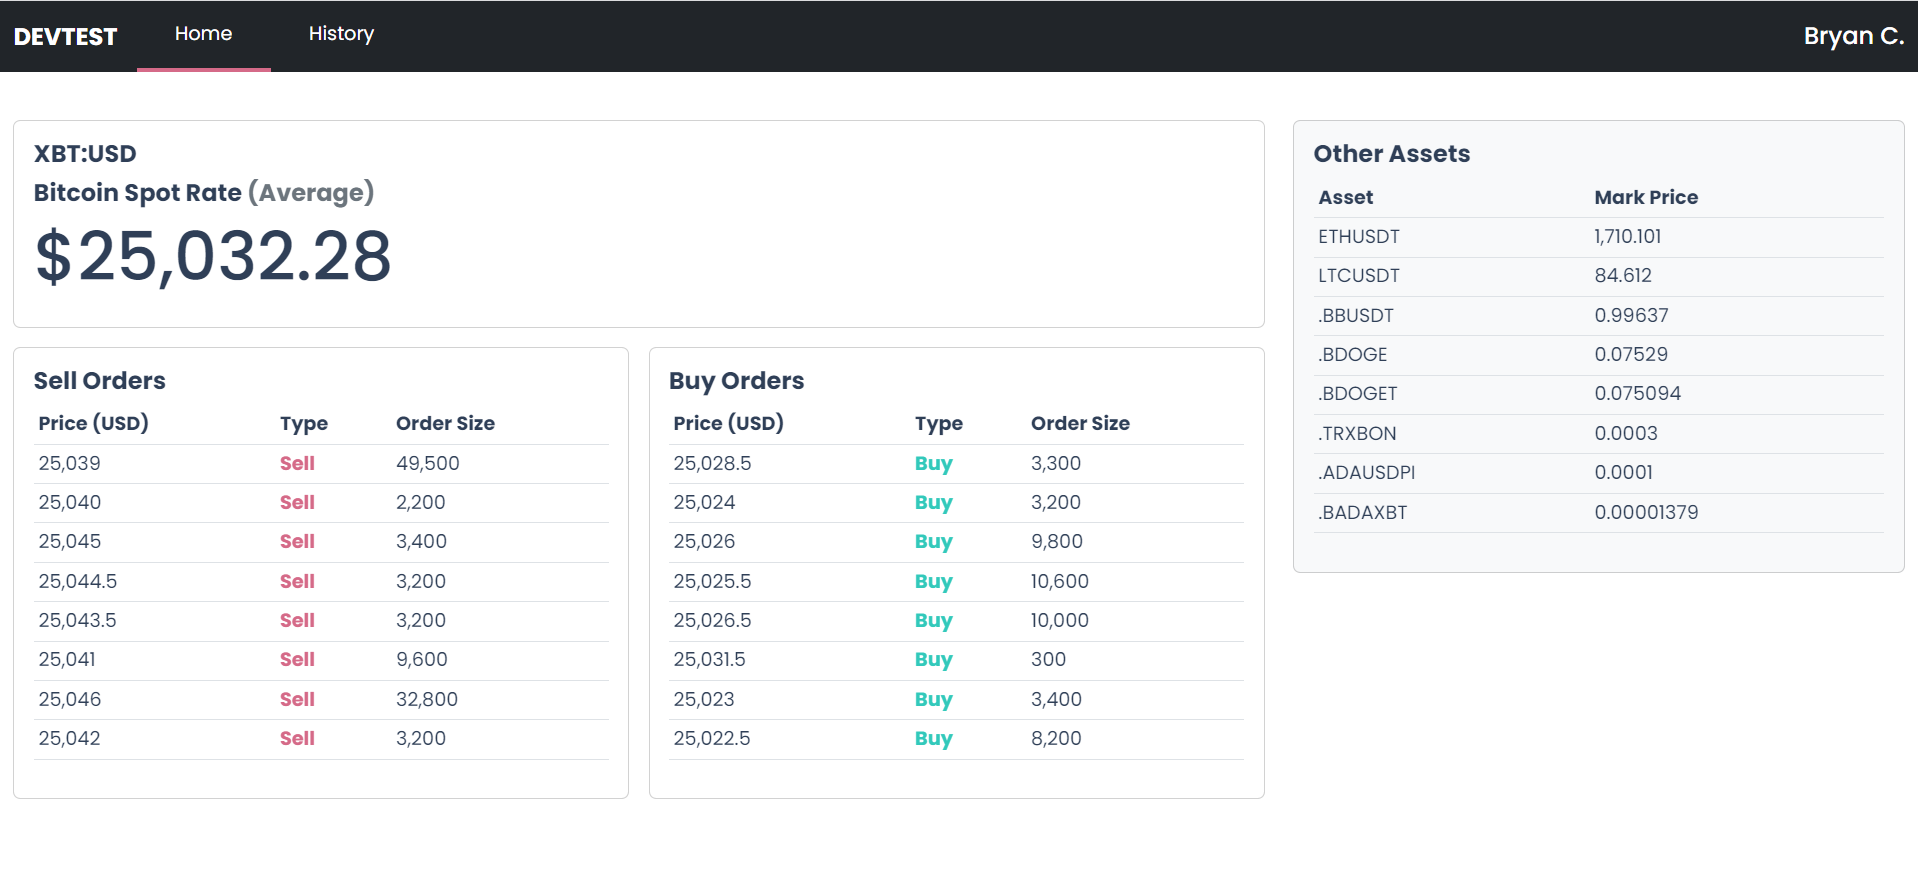 DEVTEST Home History Bryan C.
XBT:USD
Bitcoin Spot Rate (Average)
$25,032.28
Sell Orders
Price (USD) Type Order Size
25,039 Sell 49,500
25,040 Sell 2,200
25,045 Sell 3,400
25,044.5 Sell 3,200
25,043.5 Sell 3,200
25,041 Sell 9,600
25,046 Sell 32,800
25,042 Sell 3,200
Buy Orders
Price (USD) Type Order Size
25,028.5 Buy 3,300
25,024 Buy 3,200
25,026 Buy 9,800
25,025.5 Buy 10,600
25,026.5 Buy 10,000
25,031.5 Buy 300
25,023 Buy 3,400
25,022.5 Buy 8,200
Other Assets
Asset Mark Price
ETHUSDT 1,710.101
LTCUSDT 84.612
.BBUSDT 0.99637
.BDOGE 0.07529
.BDOGET 0.075094
.TRXBON 0.0003
.ADAUSDPI 0.0001
.BADAXBT 0.00001379